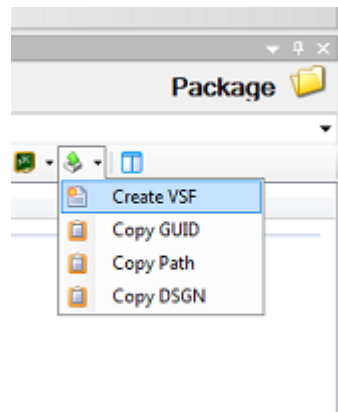 Package
Create VSF
Copy GUID
Copy Path
Copy DSGN